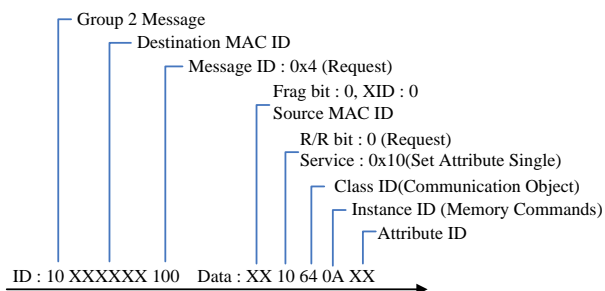 Group 2 Message
Destination MAC ID
Message ID : 0x4 (Request)
Frag bit : 0, XID : 0
Source MAC ID
R/R bit : 0 (Request)
Service : 0x10(Set Attribute Single)
Class ID(Communication Object)
Instance ID (Memory Commands)
Attribute ID
ID : 10 XXXXXX 100 Data : XX 10 64 0A XX